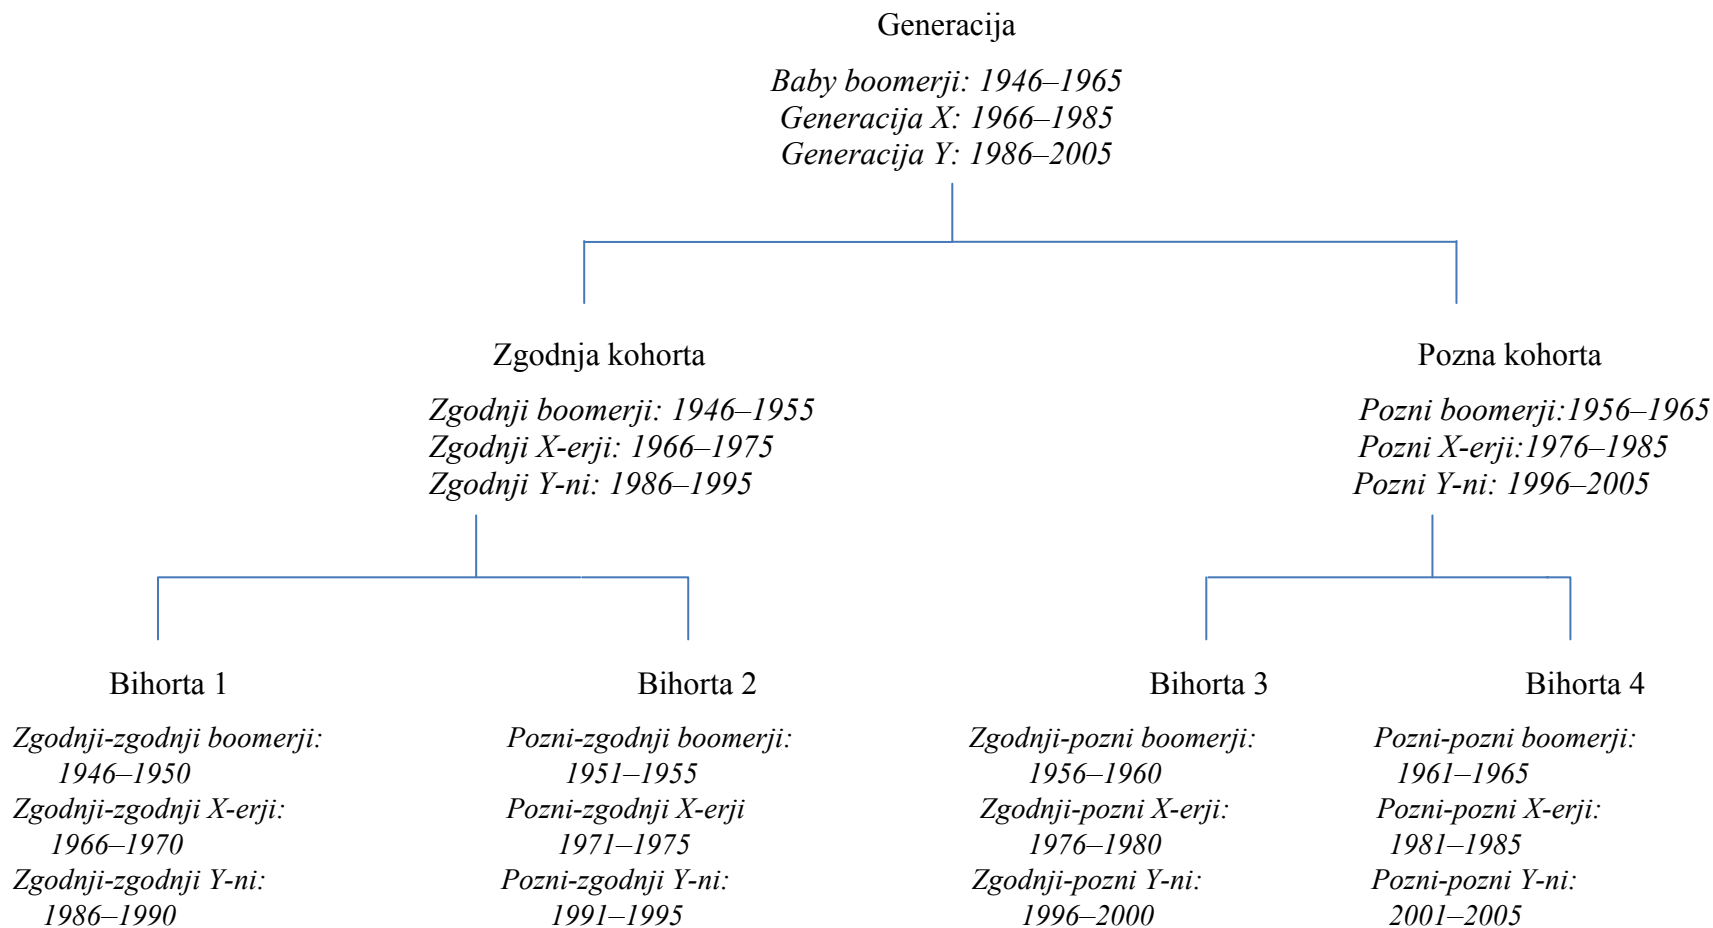 Generacija
Baby boomerji: 1946–1965
Generacija X: 1966–1985
Generacija Y: 1986–2005
Zgodnja kohorta
Zgodnji boomerji: 1946–1955
Zgodnji X-erji: 1966–1975
Zgodnji Y-ni: 1986–1995
Pozna kohorta
Pozni boomerji:1956–1965
Pozni X-erji:1976–1985
Pozni Y-ni: 1996–2005
Bihorta 1
Zgodnji-zgodnji boomerji:
1946–1950
Zgodnji-zgodnji X-erji:
1966–1970
Zgodnji-zgodnji Y-ni:
1986–1990
Bihorta 2
Pozni-zgodnji boomerji:
1951–1955
Pozni-zgodnji X-erji
1971–1975
Pozni-zgodnji Y-ni:
1991–1995
Bihorta 3
Zgodnji-pozni boomerji:
1956–1960
Zgodnji-pozni X-erji:
1976–1980
Zgodnji-pozni Y-ni:
1996–2000
Bihorta 4
Pozni-pozni boomerji:
1961–1965
Pozni-pozni X-erji:
1981–1985
Pozni-pozni Y-ni:
2001–2005